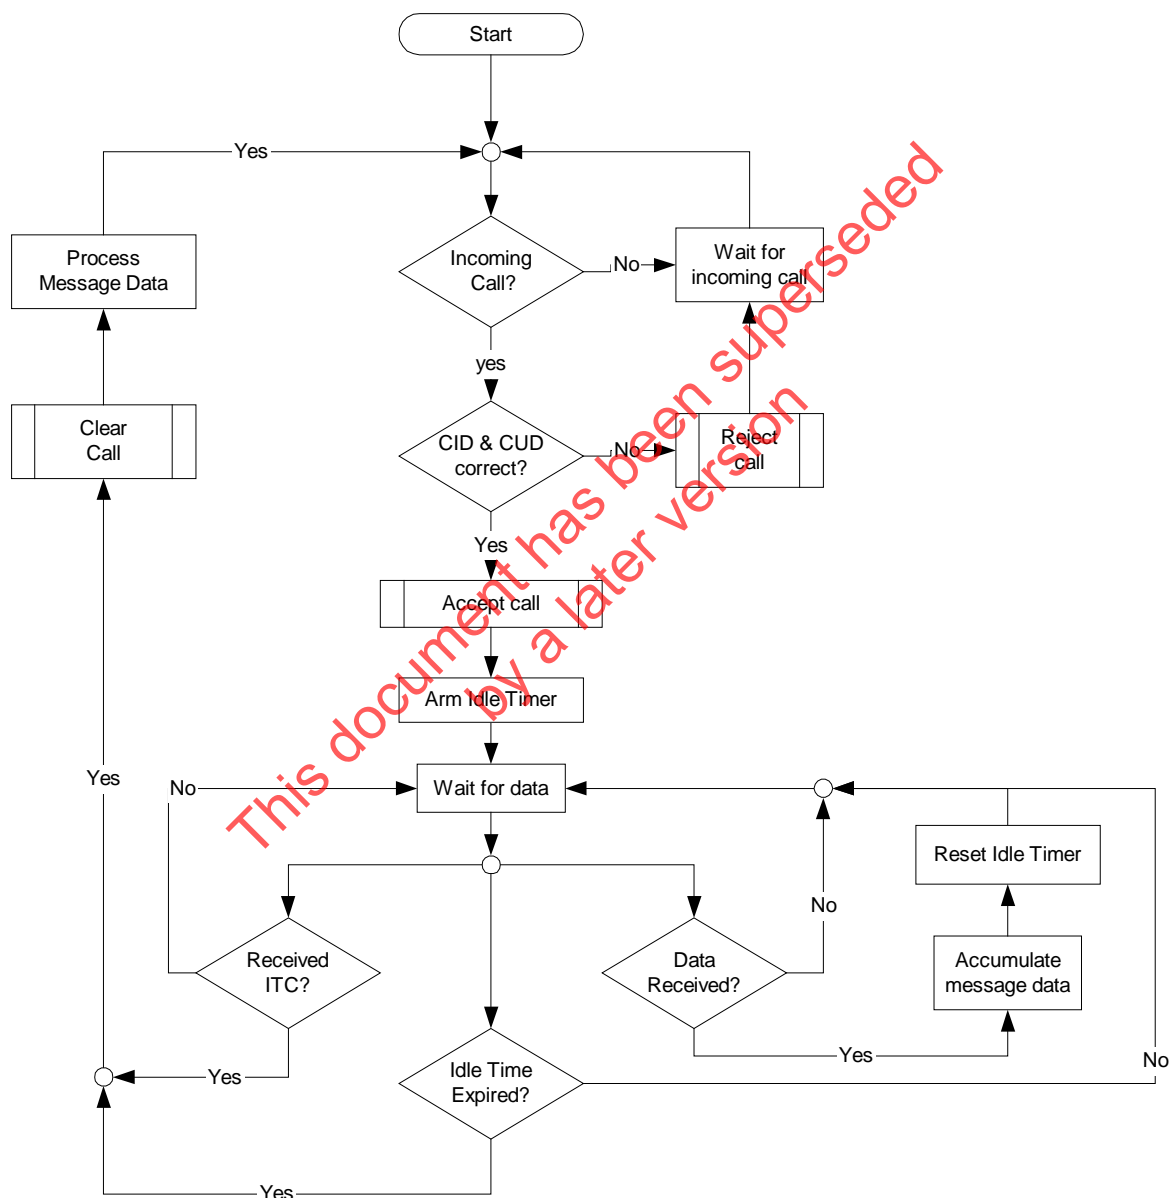 Start
Yes
Process
Message Data
Incoming
Call?
No
Wait for
incoming call
yes
Clear
Call
CID & CUD
correct?
No
Reject
call
Yes
Accept call
Arm Idle Timer
Yes
No
Wait for data
Reset Idle Timer
No
Received
ITC?
Data
Received?
Accumulate
message data
Yes
No
Yes
Idle Time
Expired?
Yes
This document has been superseded
by a later version